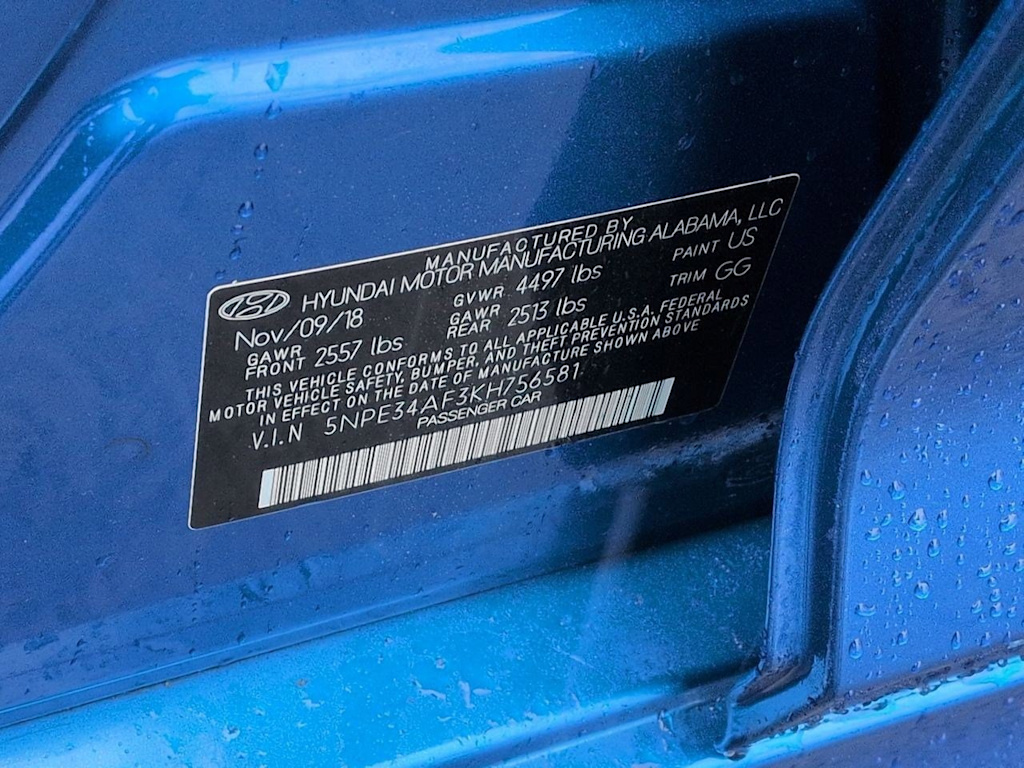 MANUFACTURED BY
HYUNDAI MOTOR MANUFACTURING ALABAMA, LLC
Nov/09/18 GVWR 4497 lbs PAINT US
GAWR FRONT 2557 lbs GAWR REAR 2513 lbs TRIM GG
THIS VEHICLE CONFORMS TO ALL APPLICABLE U.S.A. FEDERAL
MOTOR VEHICLE SAFETY, BUMPER, AND THEFT PREVENTION STANDARDS
IN EFFECT ON THE DATE OF MANUFACTURE SHOWN ABOVE
V.I.N 5NPE34AF3KH756581
PASSENGER CAR